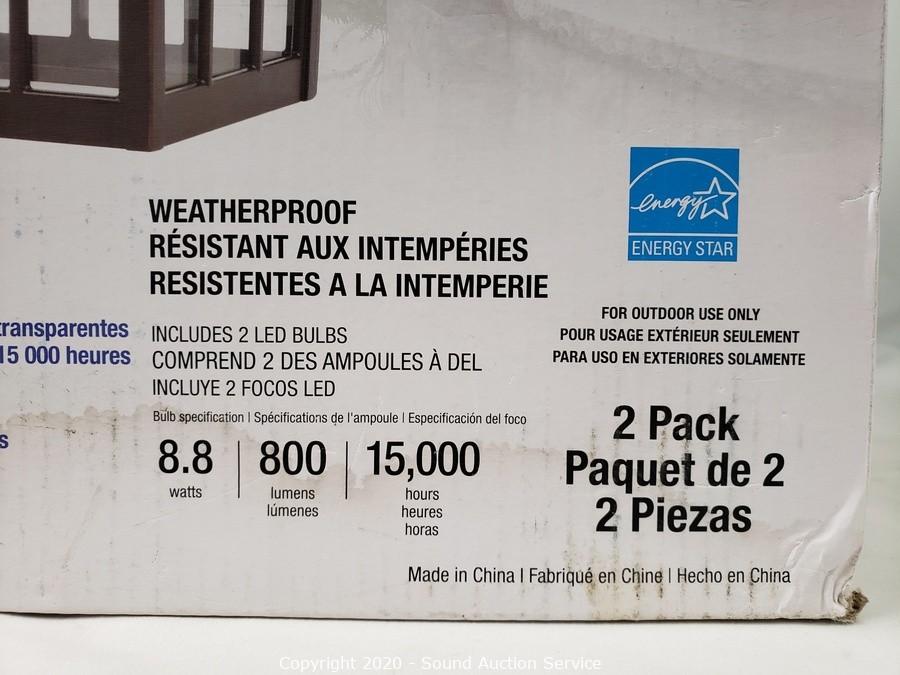 WEATHERPROOF
RÉSISTANT AUX INTEMPÉRIES
RESISTENTES A LA INTEMPERIE
energy
ENERGY STAR
transparentes
15 000 heures
s
INCLUDES 2 LED BULBS
COMPREND 2 DES AMPOULES À DEL
INCLUYE 2 FOCOS LED
Bulb specification | Spécifications de l'ampoule | Especificación del foco
8.8
watts
800
lumens
lúmenes
15,000
hours
heures
horas
FOR OUTDOOR USE ONLY
POUR USAGE EXTÉRIEUR SEULEMENT
PARA USO EN EXTERIORES SOLAMENTE
2 Pack
Paquet de 2
2 Piezas
Made in China | Fabriqué en Chine | Hecho en China
Copyright 2020 - Sound Auction Service